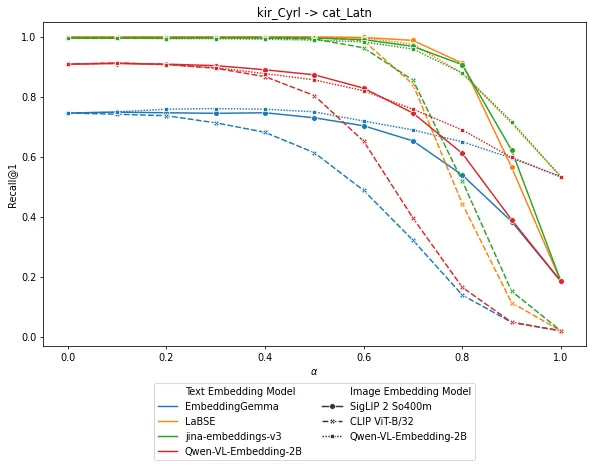 kir_Cyrl -> cat_Latn
Recall@1
1.0
0.8
0.6
0.4
0.2
0.0
0.0 0.2 0.4 0.6 0.8 1.0
α
Text Embedding Model
EmbeddingGemma
LaBSE
jina-embeddings-v3
Qwen-VL-Embedding-2B
Image Embedding Model
SigLIP 2 So400m
CLIP ViT-B/32
Qwen-VL-Embedding-2B